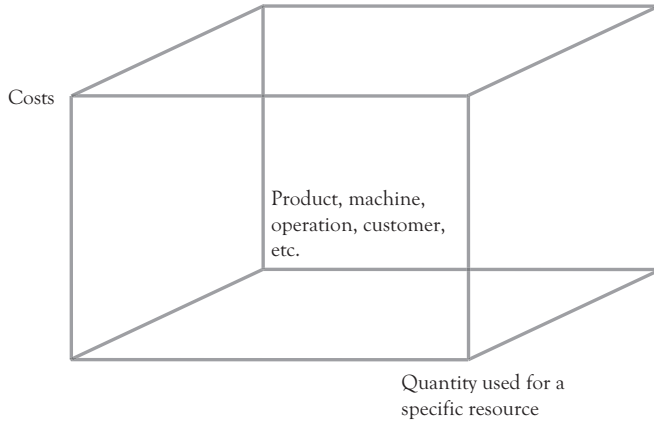 Costs
Product, machine,
operation, customer,
etc.
Quantity used for a
specific resource